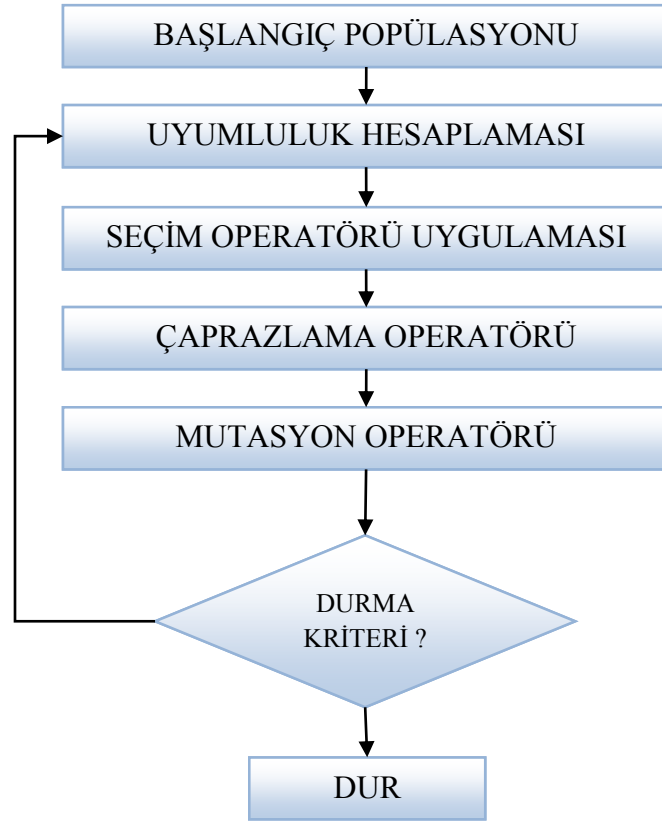 BAŞLANGIÇ POPÜLASYONU
UYUMLULUK HESAPLAMASI
SEÇİM OPERATÖRÜ UYGULAMASI
ÇAPRAZLAMA OPERATÖRÜ
MUTASYON OPERATÖRÜ
DURMA
KRİTERİ ?
DUR